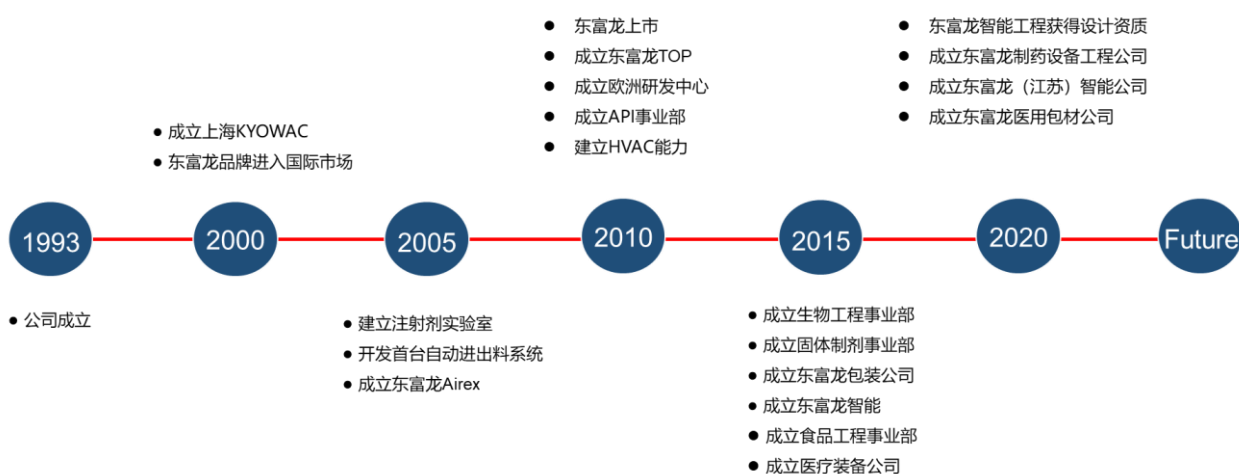 东富龙上市
成立东富龙TOP
成立欧洲研发中心
成立API事业部
建立HVAC能力
东富龙智能工程获得设计资质
成立东富龙制药设备工程公司
成立东富龙（江苏）智能公司
成立东富龙医用包材公司
成立上海KYOWAC
东富龙品牌进入国际市场
1993
2000
2005
2010
2015
2020
Future
公司成立
建立注射剂实验室
开发首台自动进出料系统
成立东富龙Airex
成立生物工程事业部
成立固体制剂事业部
成立东富龙包装公司
成立东富龙智能
成立食品工程事业部
成立医疗装备公司